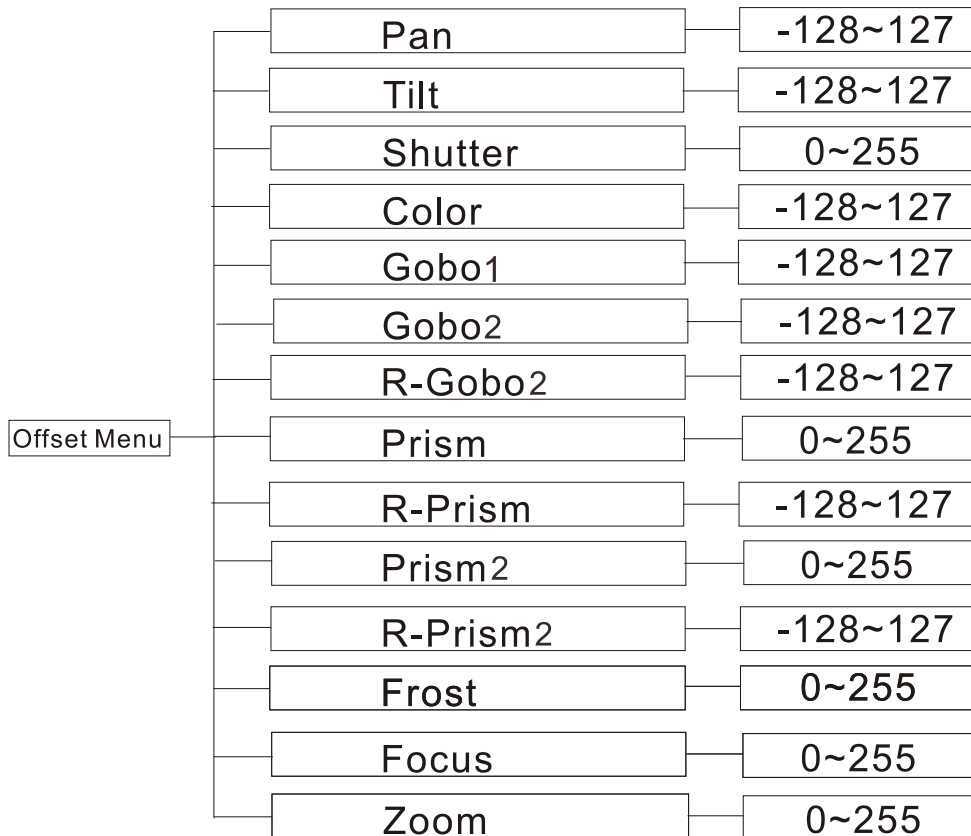 Pan -128~127
Tilt -128~127
Shutter 0~255
Color -128~127
Gobo1 -128~127
Gobo2 -128~127
R-Gobo2 -128~127
Offset Menu
Prism 0~255
R-Prism -128~127
Prism2 0~255
R-Prism2 -128~127
Frost 0~255
Focus 0~255
Zoom 0~255